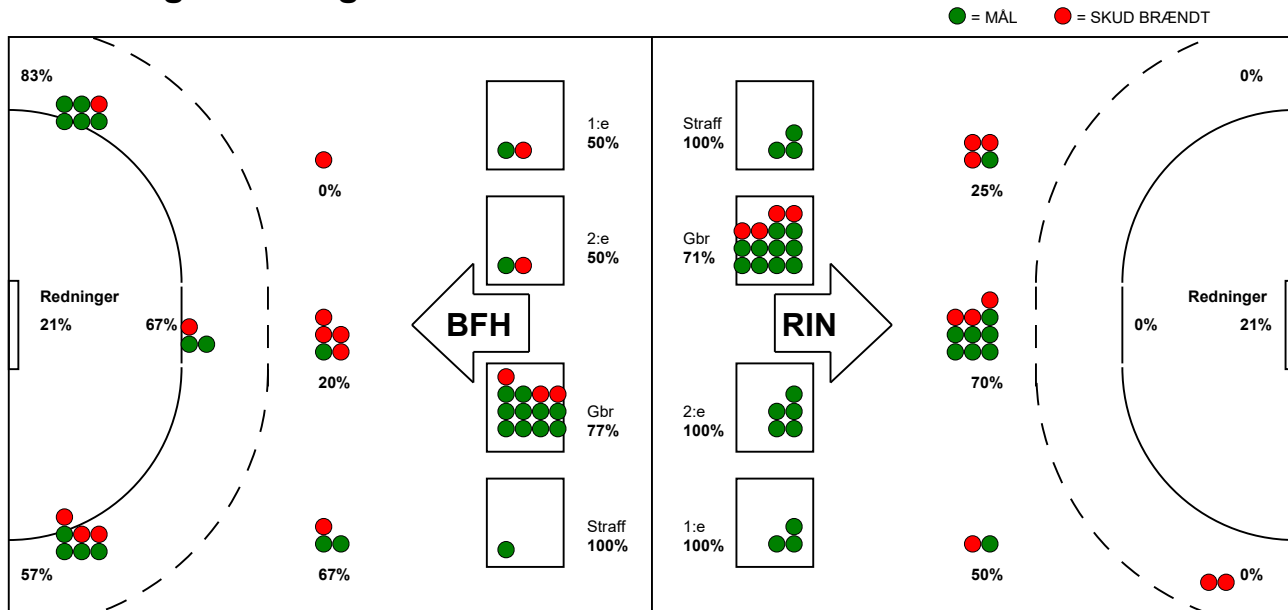 = MÅL = SKUD BRÆNDT
83%
0%
1:e
50%
Straff
100%
0%
25%
2:e
50%
Gbr
71%
Redninger
21%
67%
BFH
RIN
0%
Redninger
21%
20%
70%
Gbr
77%
2:e
100%
Straff
100%
1:e
100%
57%
67%
50%
0%